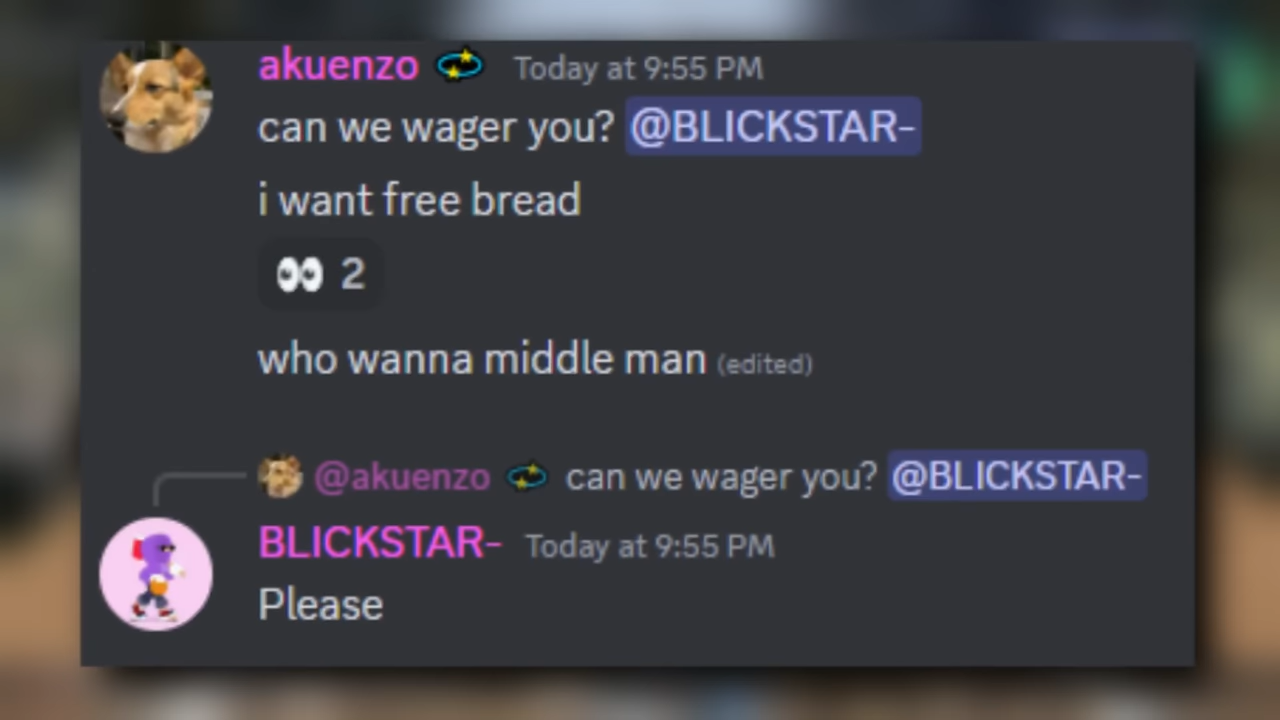 akuenzo Today at 9:55 PM
can we wager you? @BLICKSTAR-
i want free bread
👀 2
who wanna middle man (edited)
@akuenzo can we wager you? @BLICKSTAR-
BLICKSTAR- Today at 9:55 PM
Please